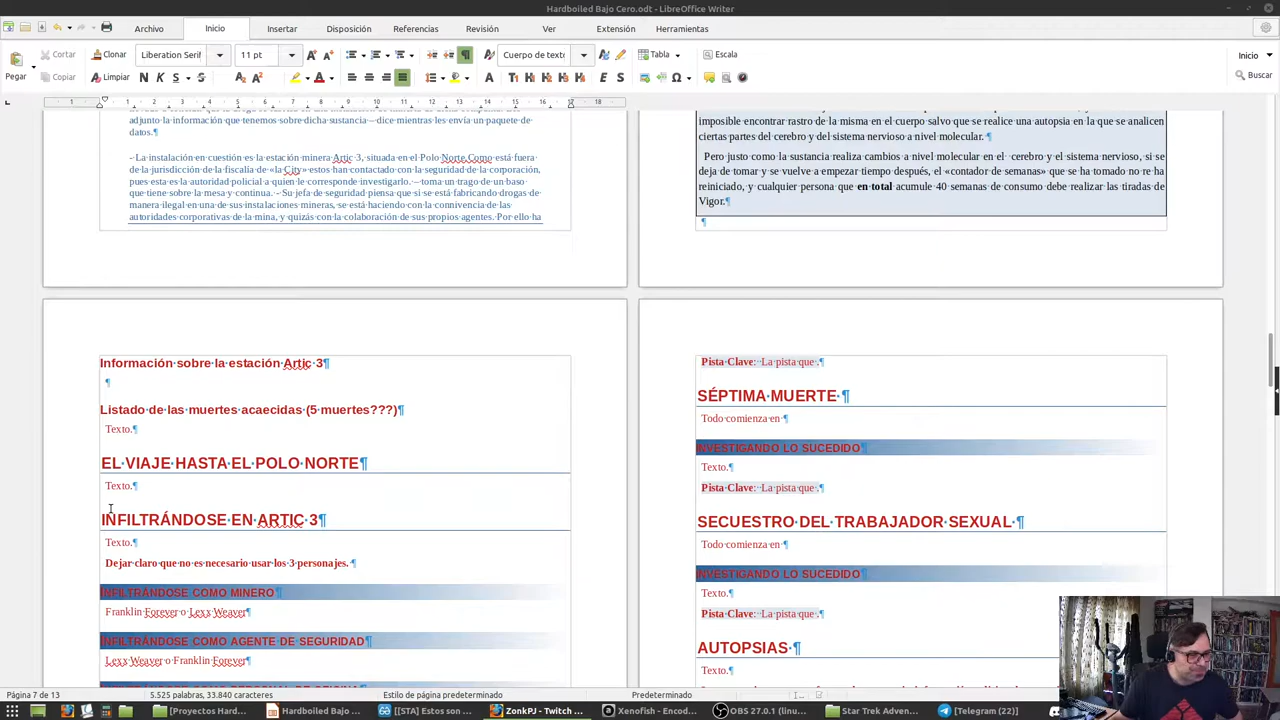 Hardboiled Bajo Cero.odt - LibreOffice Writer
Archivo
Inicio
Insertar
Disposición
Referencias
Revisión
Ver
Extensión
Herramientas
Pegar
Cortar
Clonar
Copiar
Limpiar
Liberation Serif
11 pt
Cuerpo de texto
Tabla
Escala
Inicio
Buscar
adjunto la información que tenemos sobre dicha sustancia – dice mientras les envía un paquete de
datos.¶
- La instalación en cuestión es la estación minera Artic 3, situada en el Polo Norte.Como está fuera
de la jurisdicción de la fiscalía de «la City» estos han contactado con la seguridad de la corporación,
pues esta es la autoridad policial a quien le corresponde investigarlo. – toma un trago de un baso
que tiene sobre la mesa y continua. – Su jefa de seguridad piensa que si se está fabricando drogas de
manera ilegal en una de sus instalaciones mineras, se está haciendo con la connivencia de las
autoridades corporativas de la mina, y quizás con la colaboración de sus propios agentes. Por ello ha
imposible encontrar rastro de la misma en el cuerpo salvo que se realice una autopsia en la que se analicen
ciertas partes del cerebro y del sistema nervioso a nivel molecular. ¶
Pero justo como la sustancia realiza cambios a nivel molecular en el cerebro y el sistema nervioso, si se
deja de tomar y se vuelve a empezar tiempo después, el «contador de semanas» que se ha tomado no re ha
reiniciado, y cualquier persona que en total acumule 40 semanas de consumo debe realizar las tiradas de
Vigor.¶
¶
Información sobre la estación Artic 3¶
¶
Listado de las muertes acaecidas (5 muertes???)¶
Texto.¶
EL VIAJE HASTA EL POLO NORTE¶
Texto.¶
INFILTRÁNDOSE EN ARTIC 3¶
Texto.¶
Dejar claro que no es necesario usar los 3 personajes. ¶
INFILTRÁNDOSE COMO MINERO¶
Franklin Forever o Lexx Weaver¶
INFILTRÁNDOSE COMO AGENTE DE SEGURIDAD¶
Lexx Weaver o Franklin Forever¶
Pista Clave: La pista que .¶
SÉPTIMA MUERTE ¶
Todo comienza en ¶
INVESTIGANDO LO SUCEDIDO¶
Texto.¶
Pista Clave: La pista que .¶
SECUESTRO DEL TRABAJADOR SEXUAL ¶
Todo comienza en ¶
INVESTIGANDO LO SUCEDIDO¶
Texto.¶
Pista Clave: La pista que .¶
AUTOPSIAS ¶
Texto.¶
Página 7 de 13
5.525 palabras, 33.840 caracteres
Estilo de página predeterminado
Predeterminado
[Proyectos Hard...
Hardboiled Bajo ...
[[STA] Estos son ...
ZonkPJ - Twitch ...
Xenofish - Encod...
OBS 27.0.1 (linu...
Star Trek Adven...
[Telegram (22)]